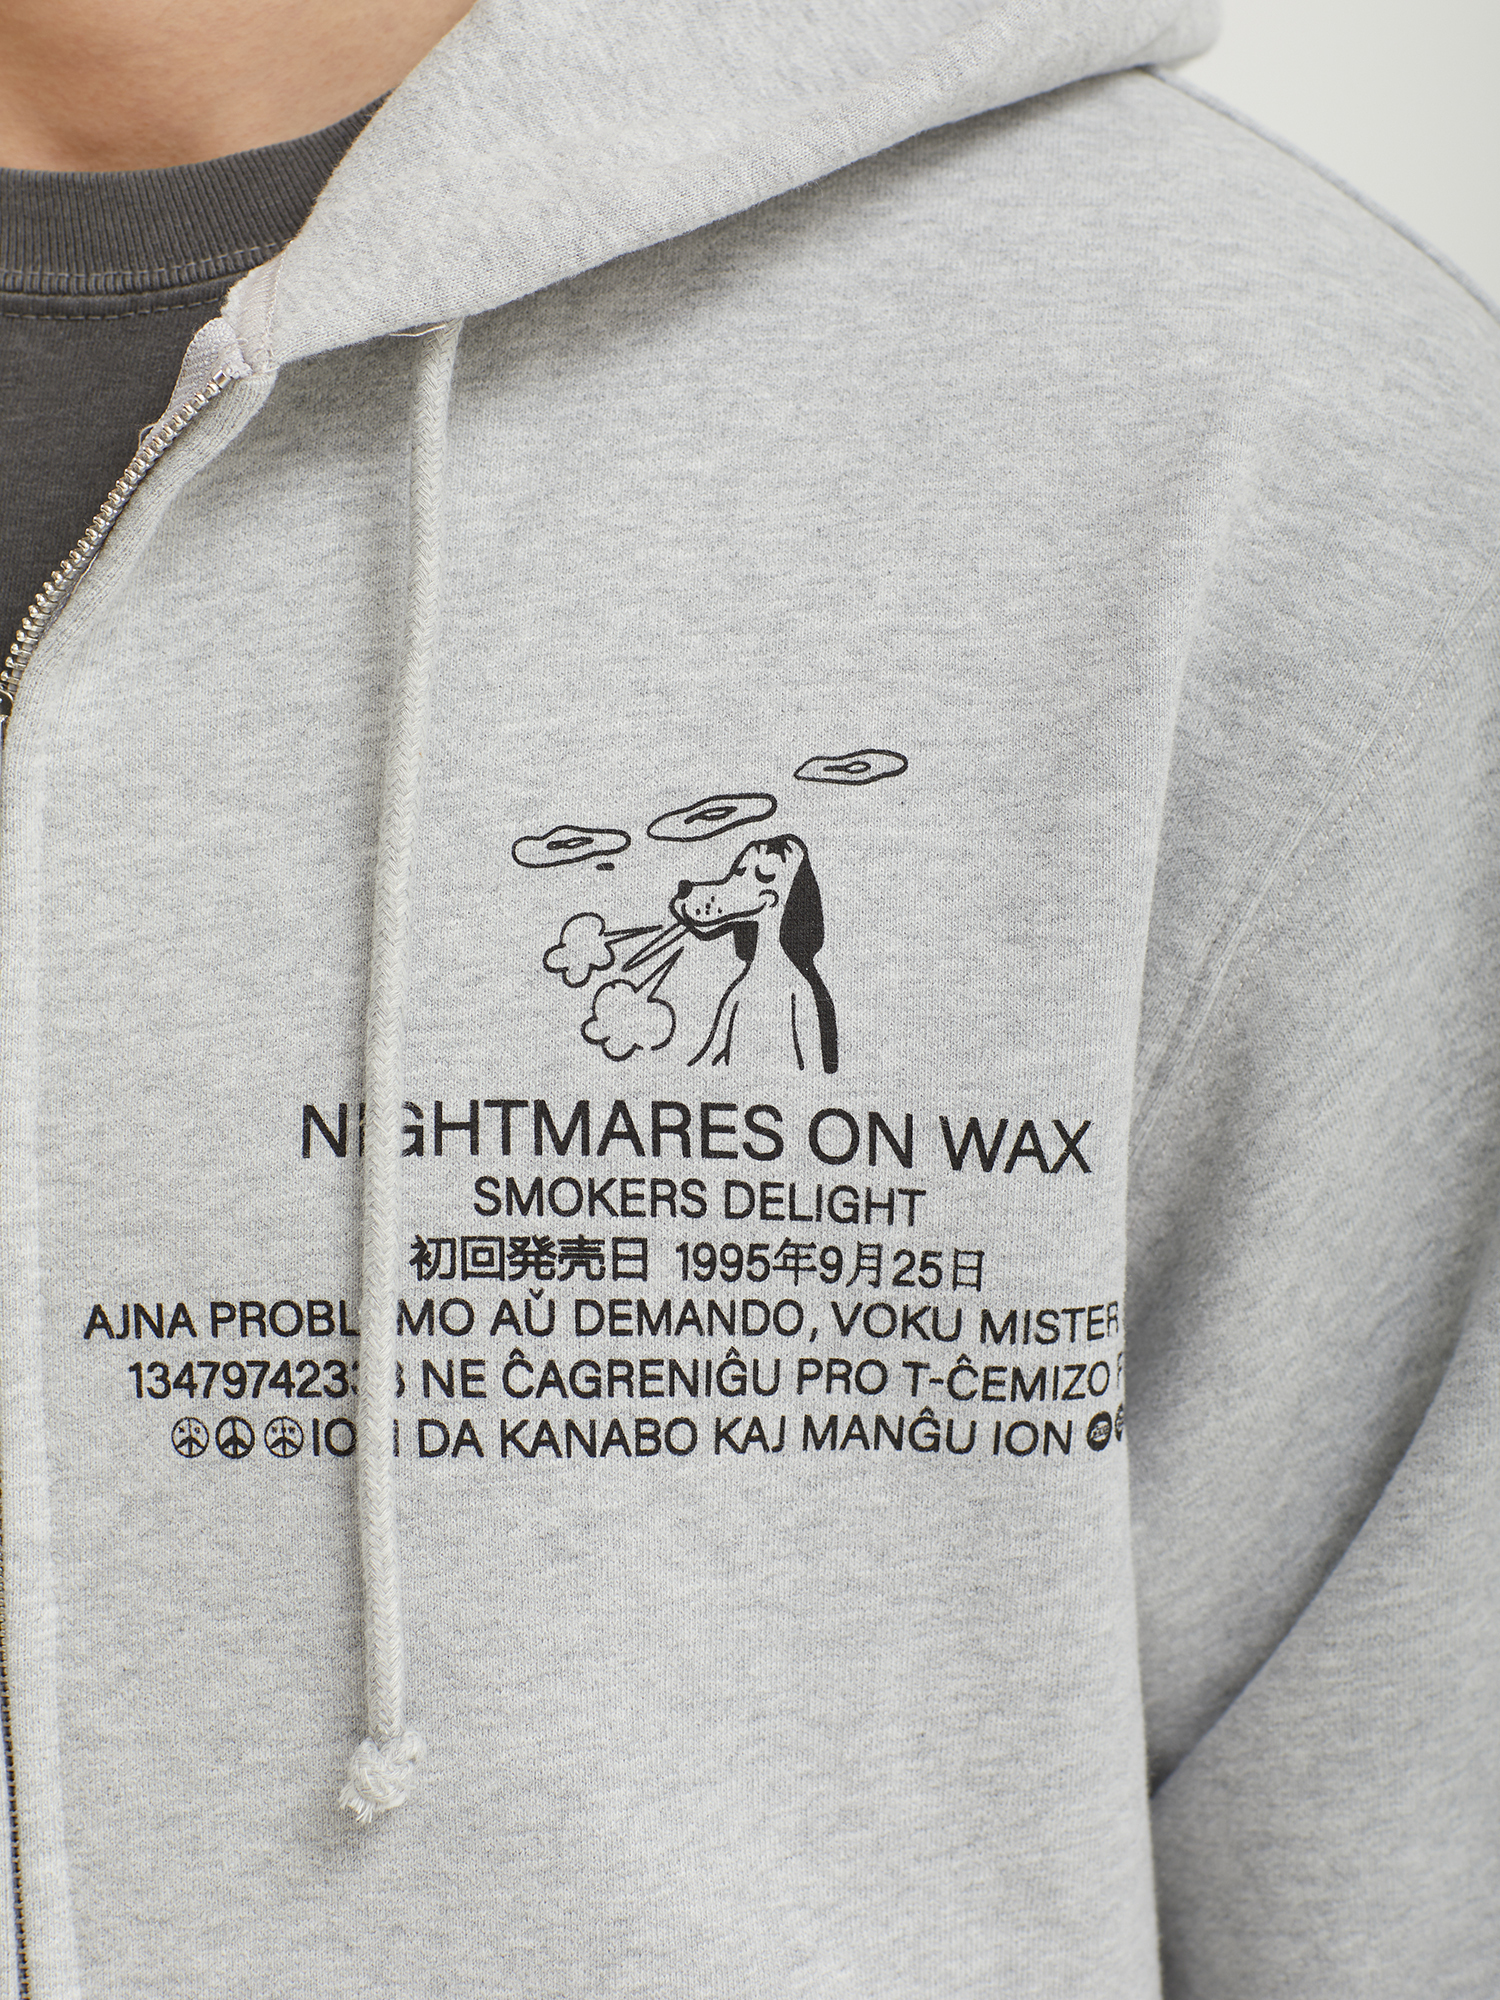 NIGHTMARES ON WAX
SMOKERS DELIGHT
初回発売日 1995年9月25日
AJNA AŬ DEMANDO, VOKU MISTER
NE ĈAGRENIĜU PRO T-ĈEMIZO
DA KANABO KAJ MANĜU ION